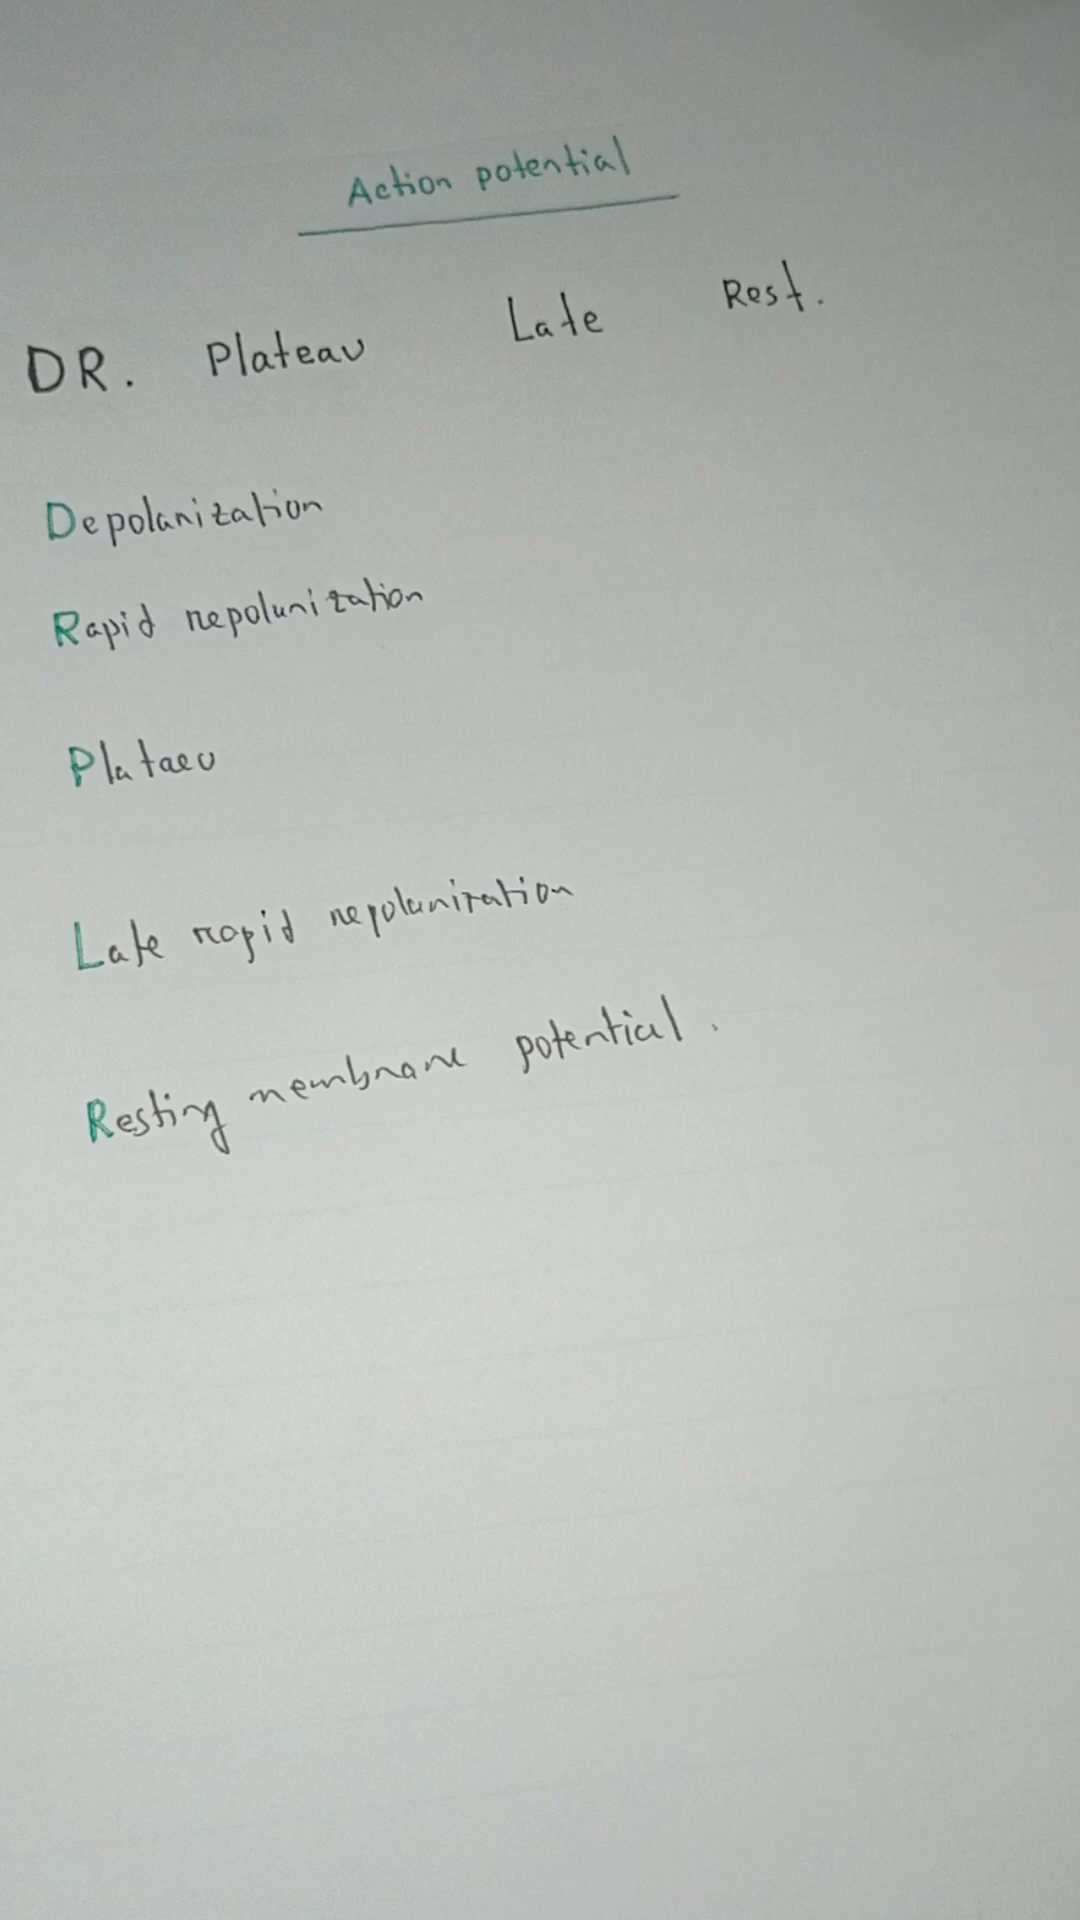 Action potential
DR. Plateau Late Rest.
Depolarization
Rapid repolarization
Plataeu
Late rapid repolarization
Resting membrane potential.